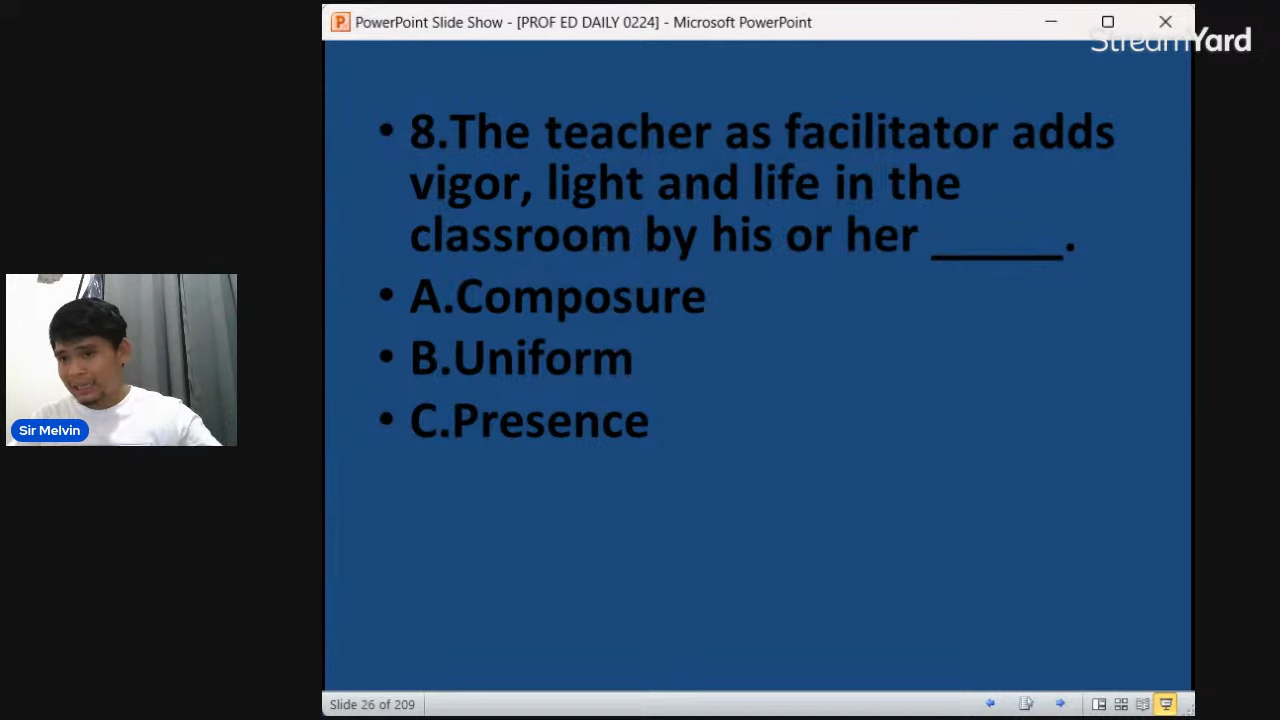 PowerPoint Slide Show - [PROF ED DAILY 0224] - Microsoft PowerPoint
StreamYard
• 8.The teacher as facilitator adds
vigor, light and life in the
classroom by his or her ______.
• A.Composure
• B.Uniform
• C.Presence
Sir Melvin
Slide 26 of 209